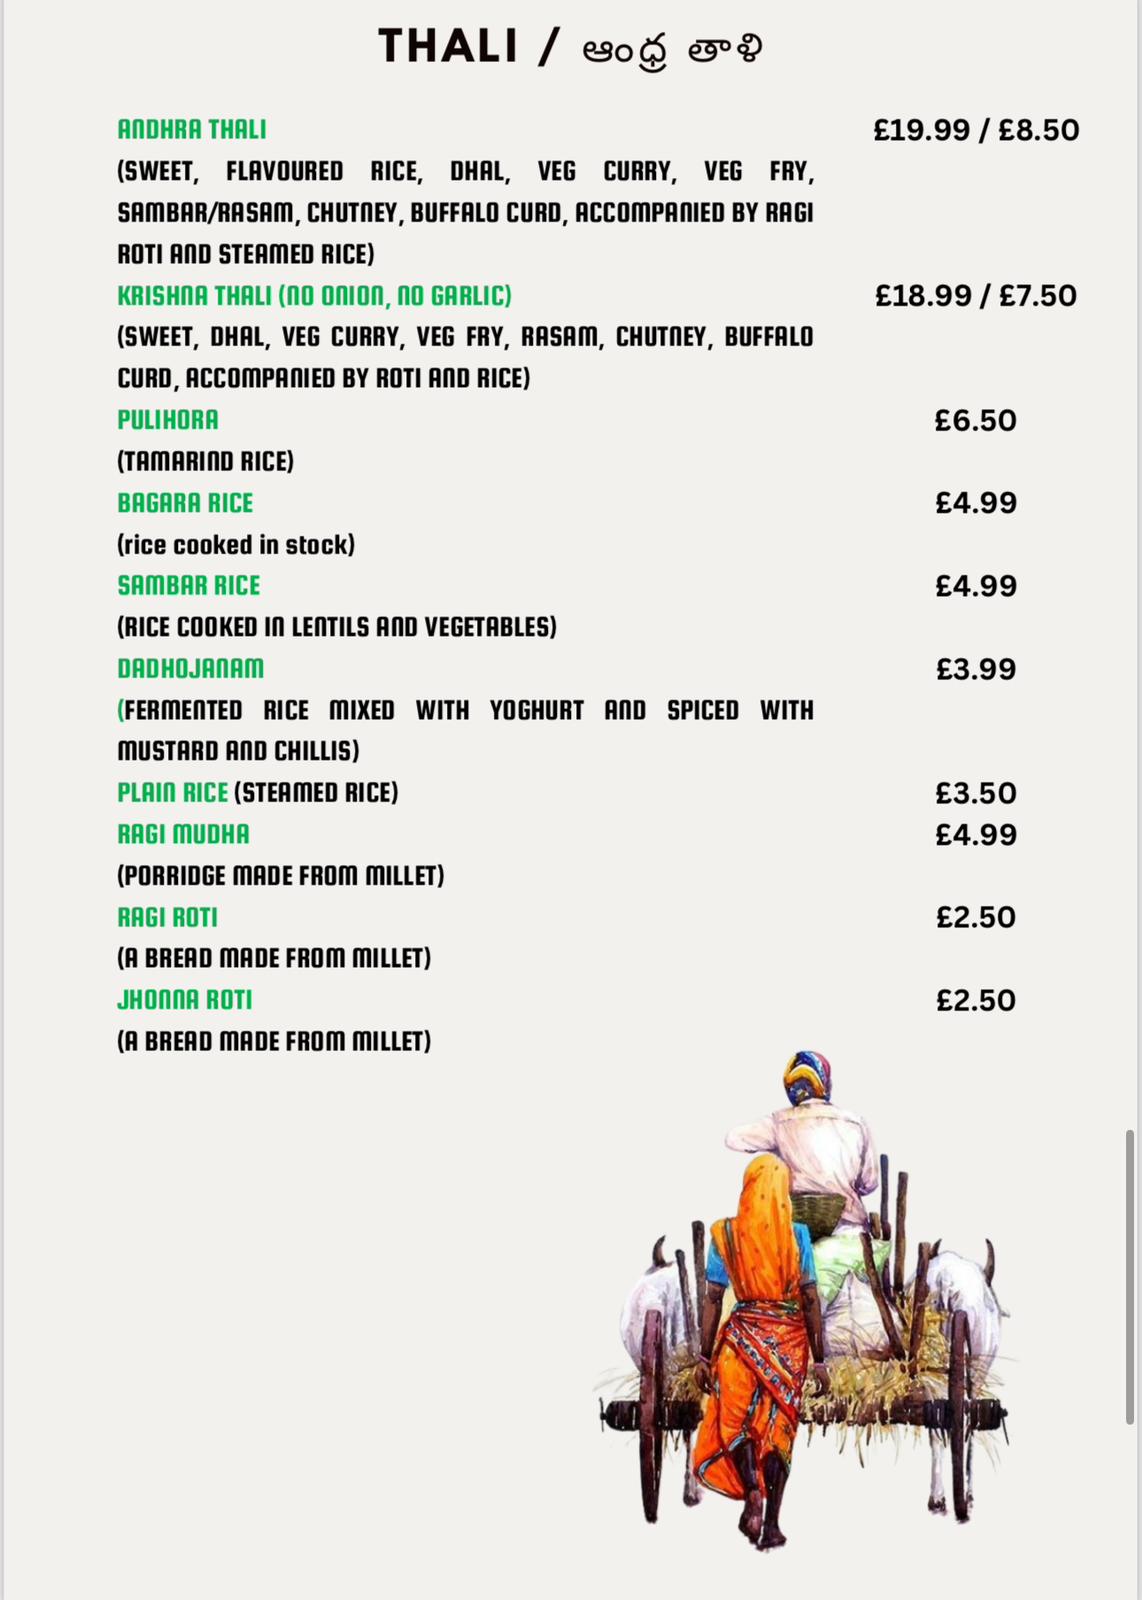 THALI / ఆంధ్ర తాళి
ANDHRA THALI £19.99 / £8.50
(SWEET, FLAVOURED RICE, DHAL, VEG CURRY, VEG FRY,
SAMBAR/RASAM, CHUTNEY, BUFFALO CURD, ACCOMPANIED BY RAGI
ROTI AND STEAMED RICE)
KRISHNA THALI (NO ONION, NO GARLIC) £18.99 / £7.50
(SWEET, DHAL, VEG CURRY, VEG FRY, RASAM, CHUTNEY, BUFFALO
CURD, ACCOMPANIED BY ROTI AND RICE)
PULIHORA £6.50
(TAMARIND RICE)
BAGARA RICE £4.99
(rice cooked in stock)
SAMBAR RICE £4.99
(RICE COOKED IN LENTILS AND VEGETABLES)
DADHOJANAM £3.99
(FERMENTED RICE MIXED WITH YOGHURT AND SPICED WITH
MUSTARD AND CHILLIS)
PLAIN RICE (STEAMED RICE) £3.50
RAGI MUDHA £4.99
(PORRIDGE MADE FROM MILLET)
RAGI ROTI £2.50
(A BREAD MADE FROM MILLET)
JHONNA ROTI £2.50
(A BREAD MADE FROM MILLET)